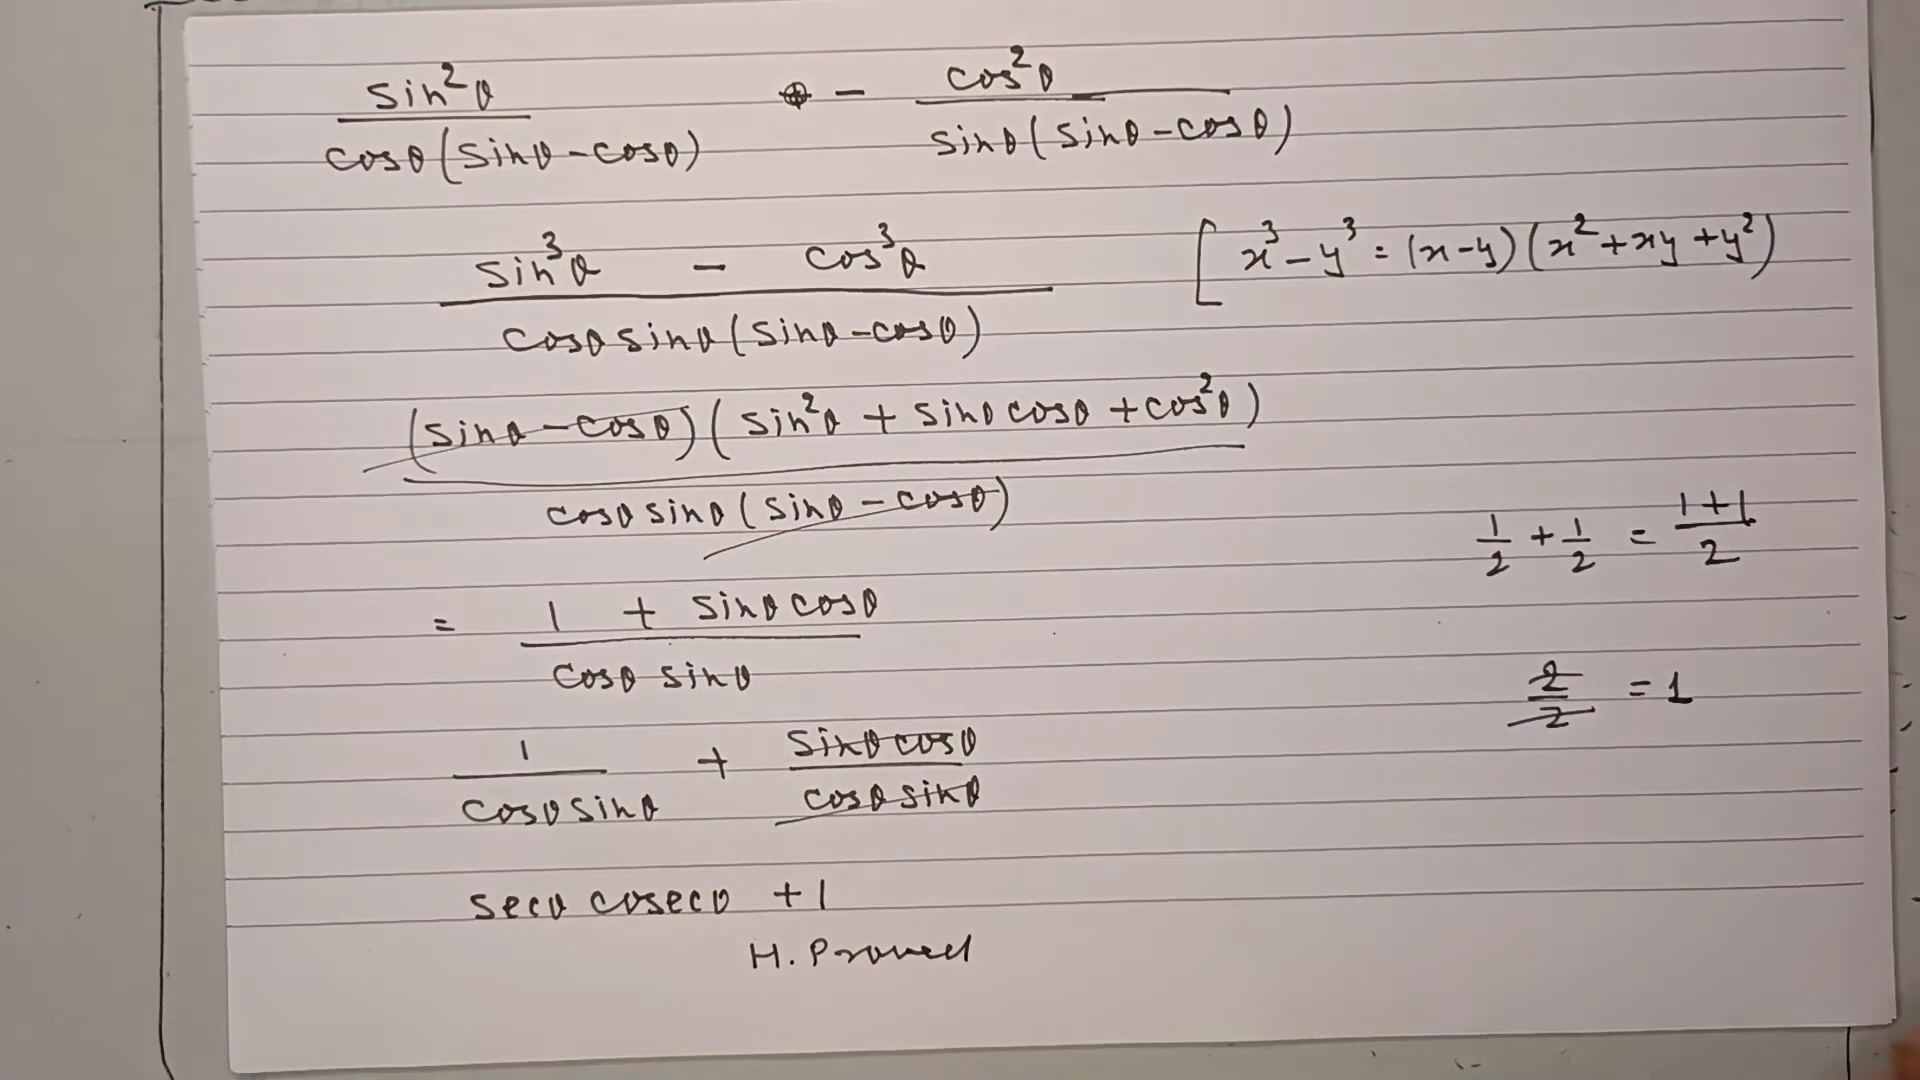 sin²θ / cosθ(sinθ-cosθ) - cos²θ / sinθ(sinθ-cosθ)
sin³θ - cos³θ / cosθ sinθ(sinθ-cosθ)
[ x³-y³ = (x-y)(x²+xy+y²)
(sinθ-cosθ)(sin²θ + sinθ cosθ + cos²θ) / cosθ sinθ(sinθ-cosθ)
1/2 + 1/2 = 1+1/2
= 1 + sinθ cosθ / cosθ sinθ
2/2 = 1
1 / cosθ sinθ + sinθ cosθ / cosθ sinθ
secθ cosecθ + 1
H. Proved